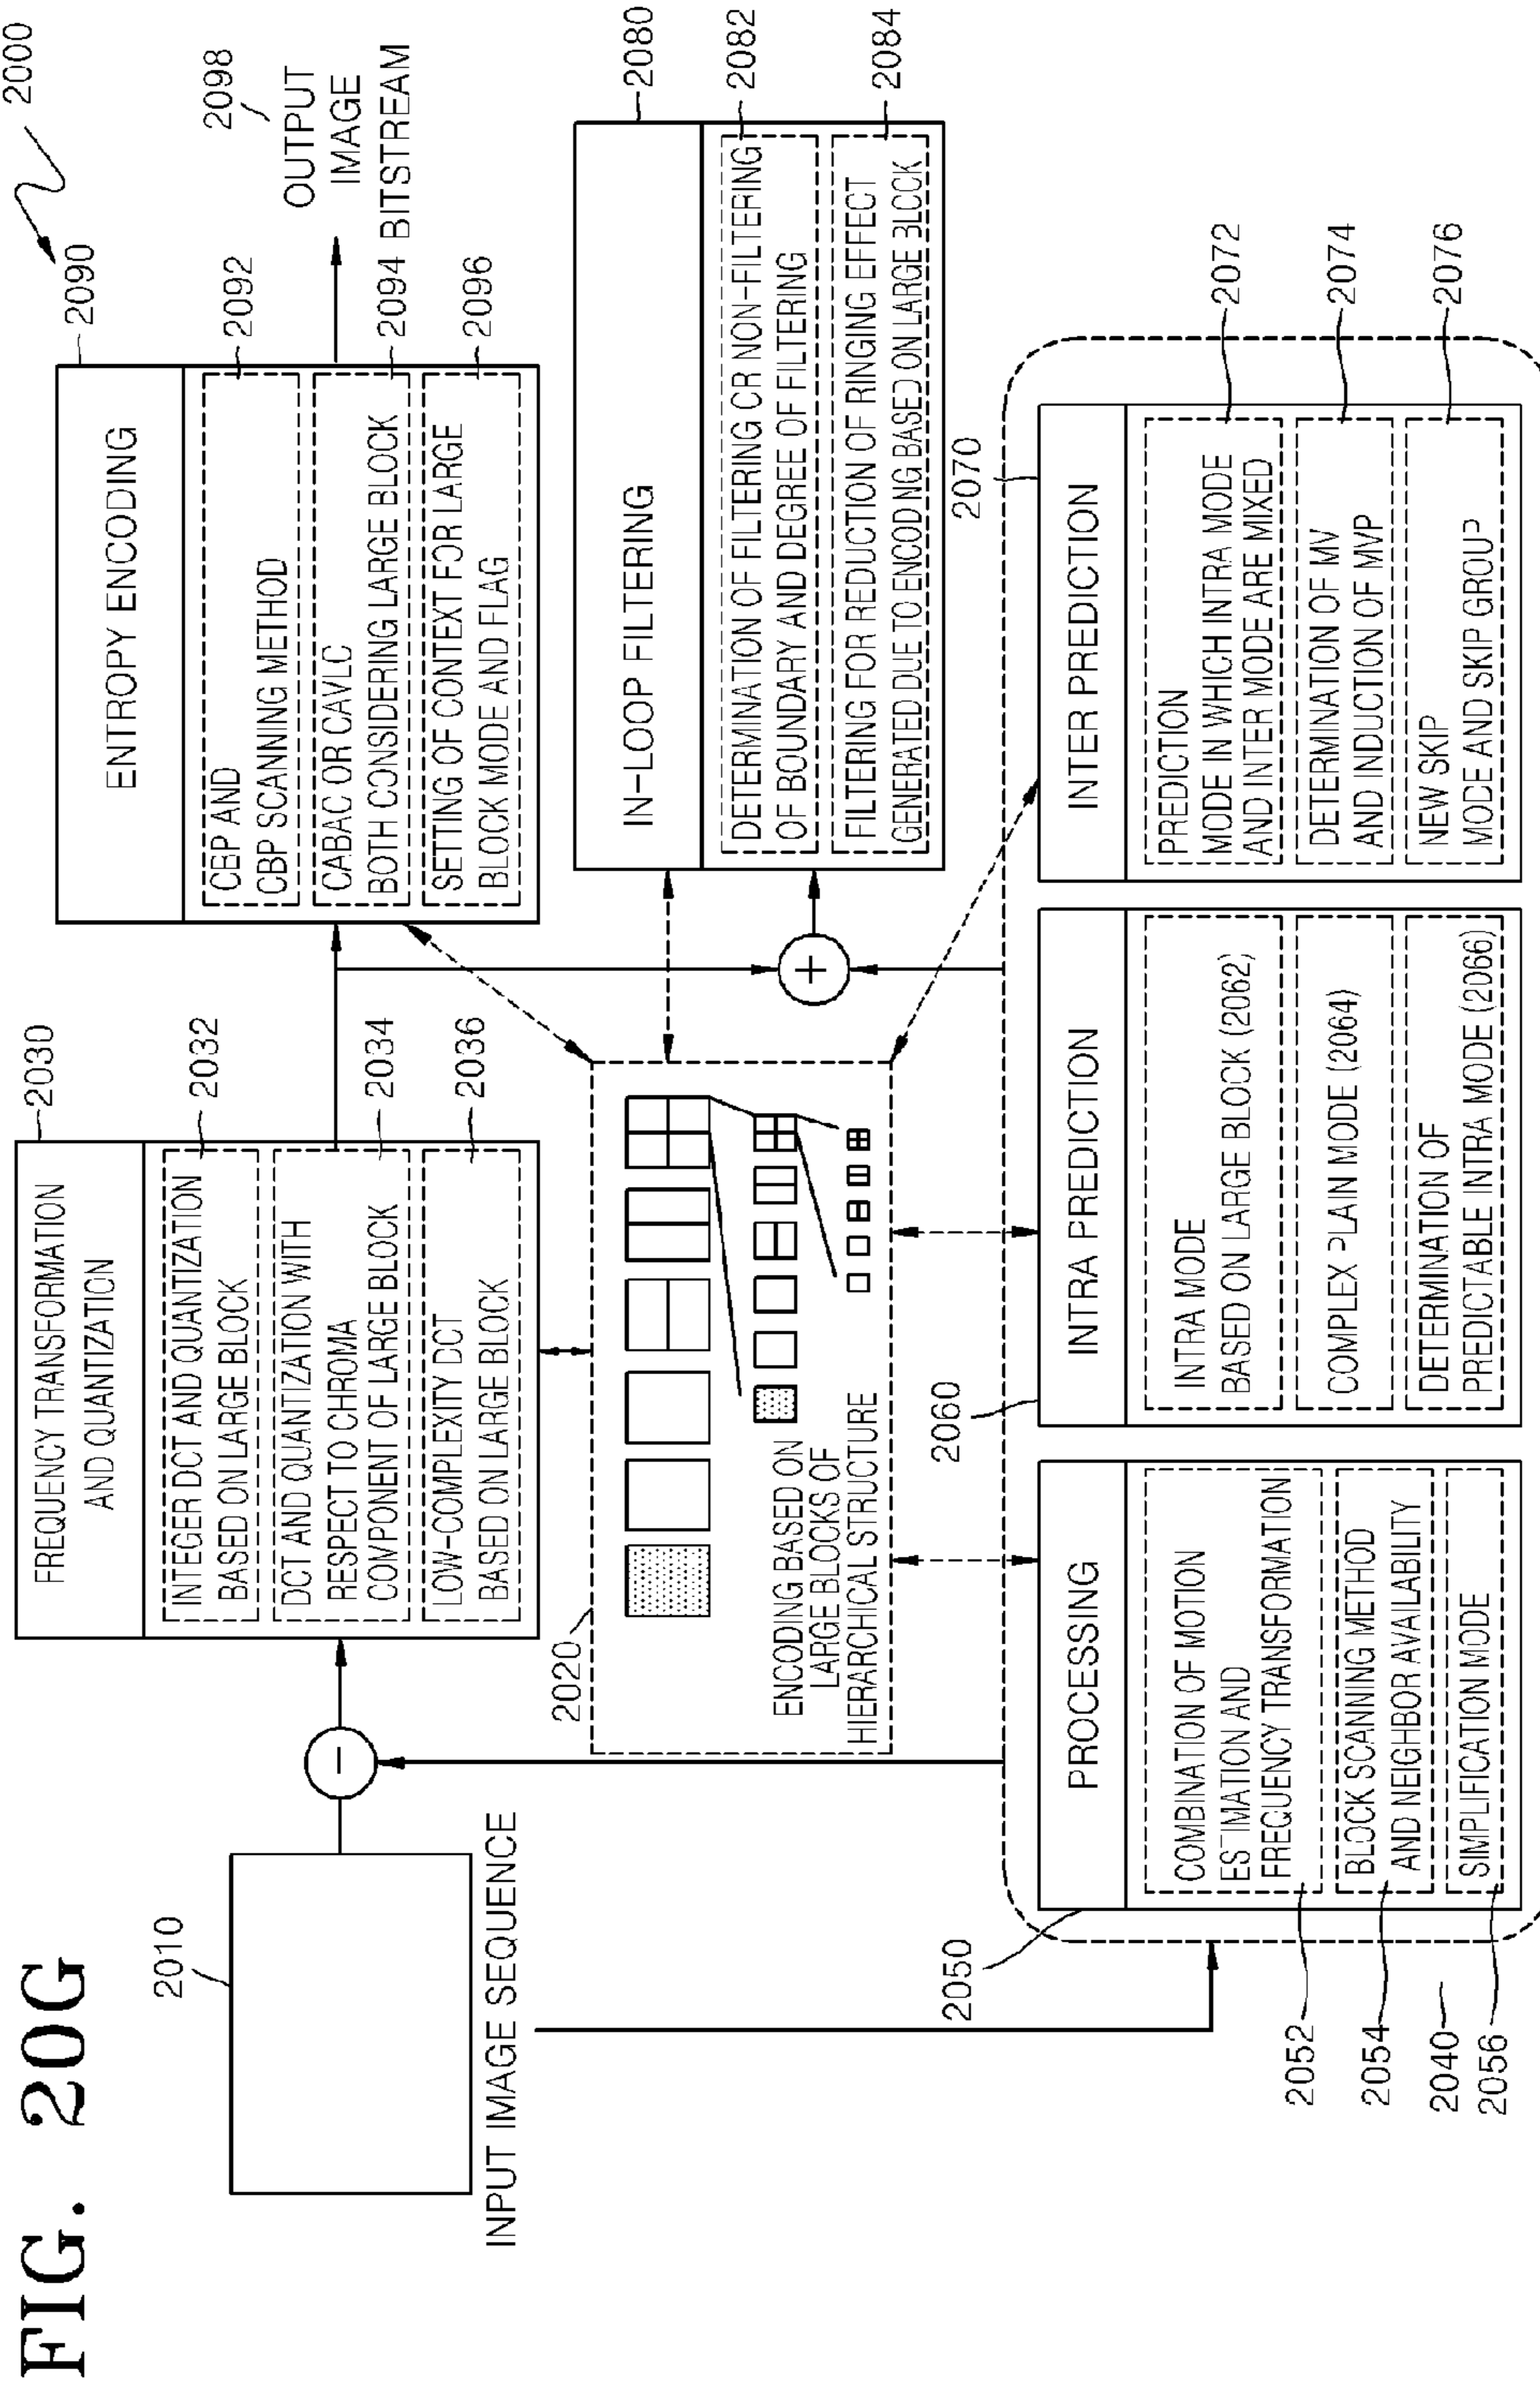 FIG. 20G
2000
2010
INPUT IMAGE SEQUENCE
−
2030
FREQUENCY TRANSFORMATION
AND QUANTIZATION
INTEGER DCT AND QUANTIZATION
BASED ON LARGE BLOCK
2032
DCT AND QUANTIZATION WITH
RESPECT TO CHROMA
COMPONENT OF LARGE BLOCK
2034
LOW-COMPLEXITY DCT
BASED ON LARGE BLOCK
2036
2090
ENTROPY ENCODING
CBP AND
CBP SCANNING METHOD
2092
CABAC OR CAVLC
BOTH CONSIDERING LARGE BLOCK
2094
SETTING OF CONTEXT FOR LARGE
BLOCK MODE AND FLAG
2096
2098
OUTPUT
IMAGE
BITSTREAM
2020
ENCODING BASED ON
LARGE BLOCKS OF
HIERARCHICAL STRUCTURE
+
2080
IN-LOOP FILTERING
DETERMINATION OF FILTERING CR NON-FILTERING
OF BOUNDARY AND DEGREE OF FILTERING
2082
FILTERING FOR REDUCTION OF RINGING EFFECT
GENERATED DUE TO ENCODING BASED ON LARGE BLOCK
2084
2040
2050
PROCESSING
COMBINATION OF MOTION
ESTIMATION AND
FREQUENCY TRANSFORMATION
2052
BLOCK SCANNING METHOD
AND NEIGHBOR AVAILABILITY
2054
SIMPLIFICATION MODE
2056
2060
INTRA PREDICTION
INTRA MODE
BASED ON LARGE BLOCK (2062)
COMPLEX PLAIN MODE (2064)
DETERMINATION OF
PREDICTABLE INTRA MODE (2066)
2070
INTER PREDICTION
PREDICTION
MODE IN WHICH INTRA MODE
AND INTER MODE ARE MIXED
2072
DETERMINATION OF MV
AND INDUCTION OF MVP
2074
NEW SKIP
MODE AND SKIP GROUP
2076